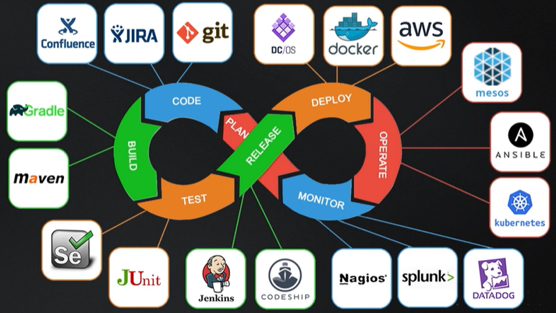 Confluence
JIRA
git
DC/OS
docker
aws
mesos
Gradle
CODE
DEPLOY
PLAN
ANSIBLE
BUILD
RELEASE
OPERATE
maven
TEST
MONITOR
kubernetes
Se
JUnit
Jenkins
CODESHIP
Nagios®
splunk>
DATADOG